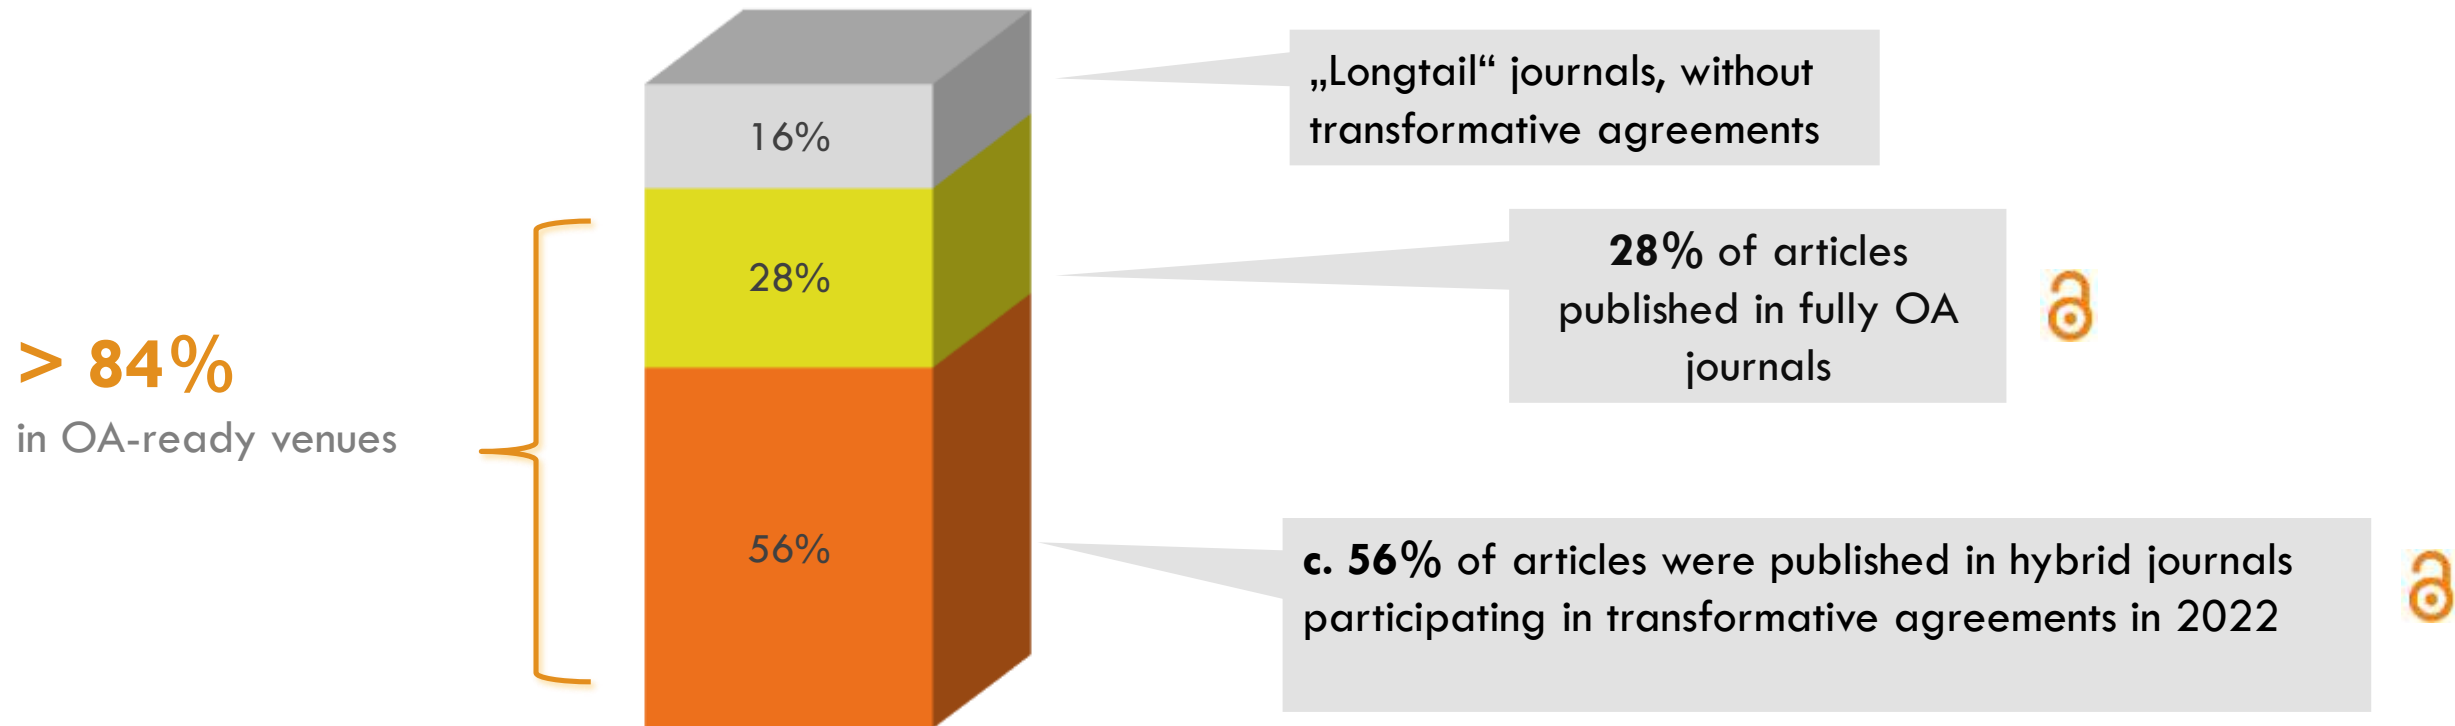 „Longtail“ journals, without
transformative agreements
16%
28% of articles
published in fully OA
journals
28%
> 84%
in OA-ready venues
56%
c. 56% of articles were published in hybrid journals
participating in transformative agreements in 2022